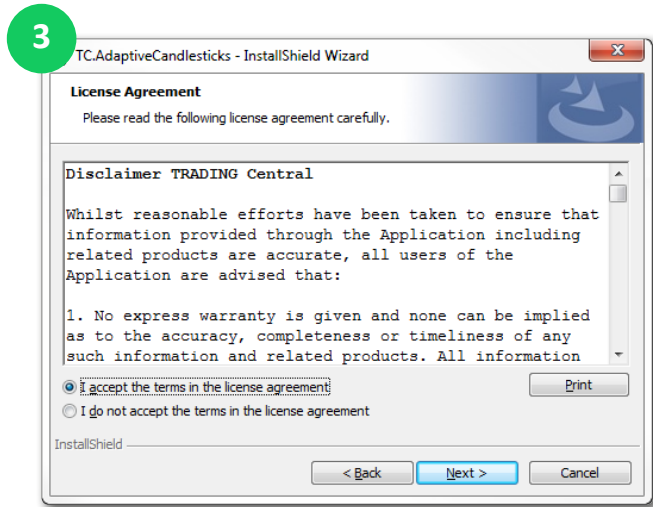 3
TC.AdaptiveCandlesticks - InstallShield Wizard
License Agreement
Please read the following license agreement carefully.
Disclaimer TRADING Central
Whilst reasonable efforts have been taken to ensure that
information provided through the Application including
related products are accurate, all users of the
Application are advised that:
1. No express warranty is given and none can be implied
as to the accuracy, completeness or timeliness of any
such information and related products. All information
I accept the terms in the license agreement
Print
I do not accept the terms in the license agreement
InstallShield
< Back
Next >
Cancel